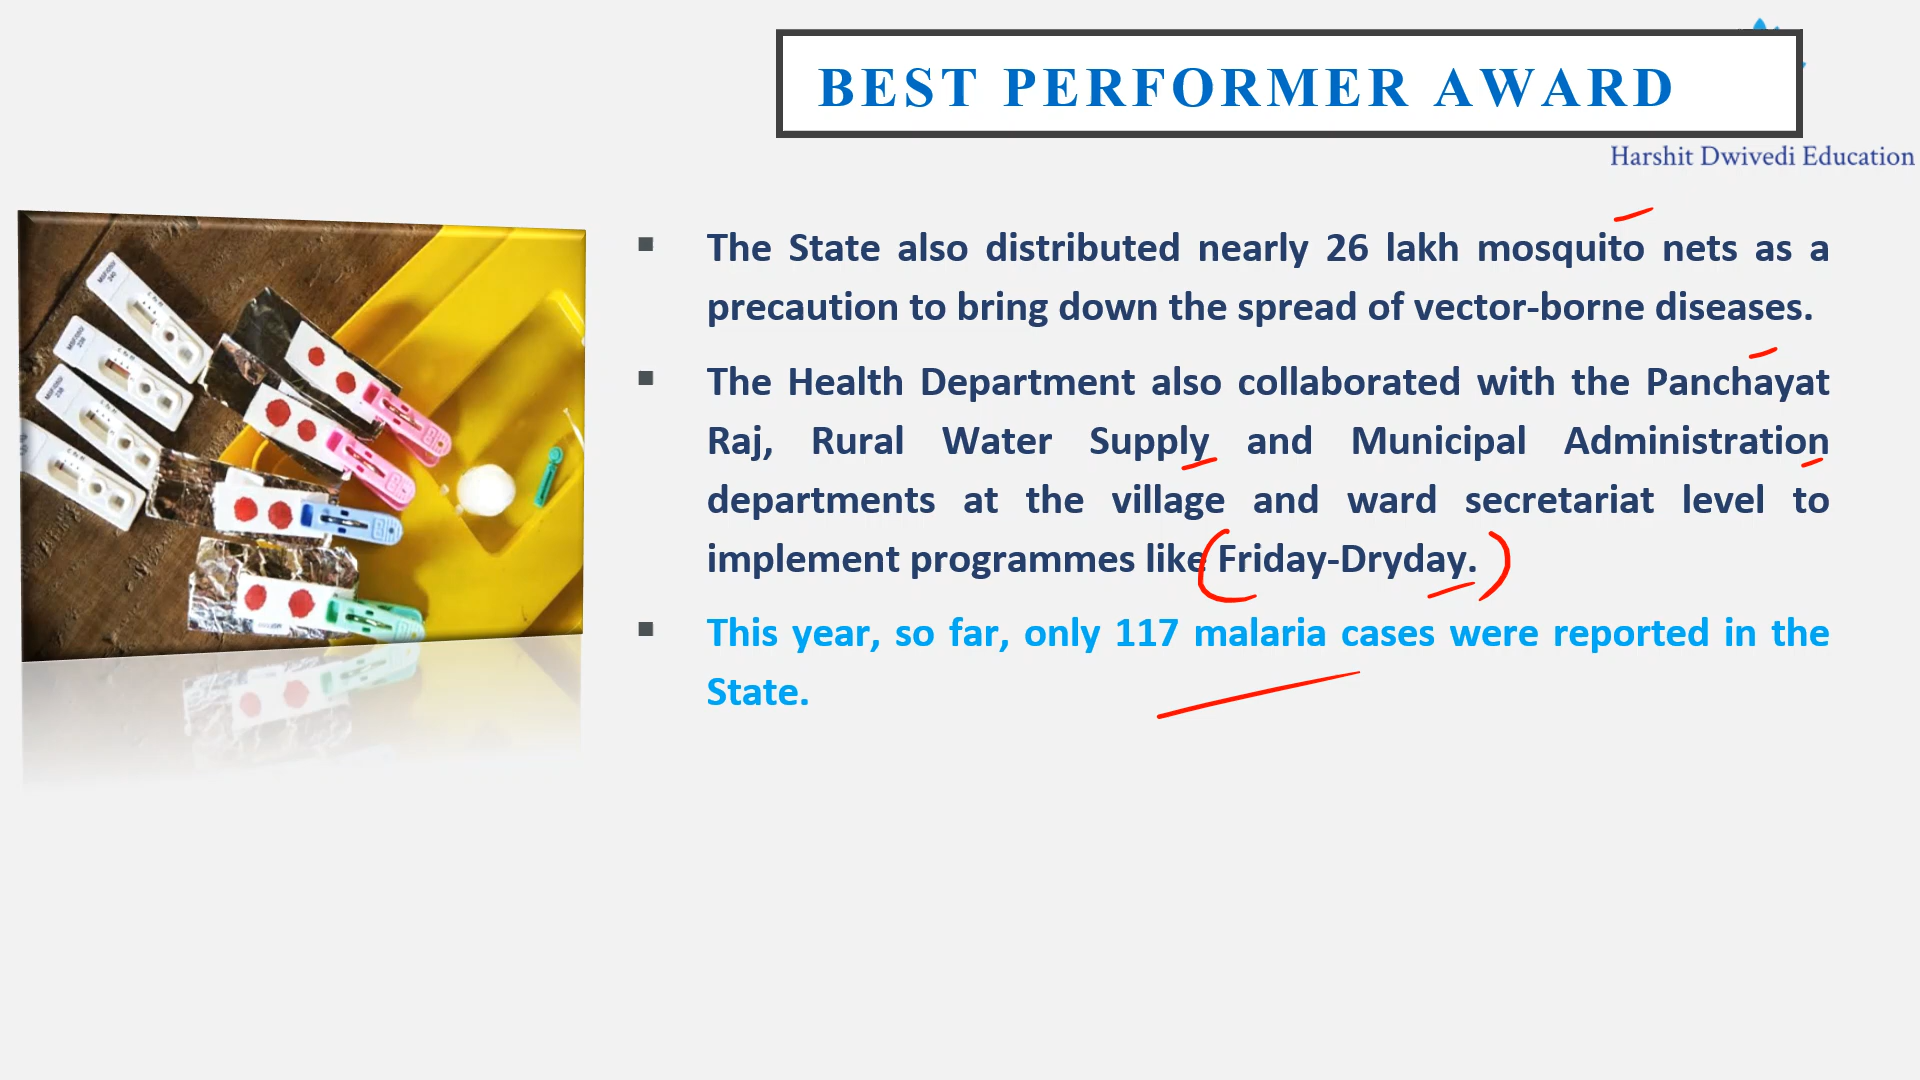 BEST PERFORMER AWARD
Harshit Dwivedi Education
The State also distributed nearly 26 lakh mosquito nets as a
precaution to bring down the spread of vector-borne diseases.
The Health Department also collaborated with the Panchayat
Raj, Rural Water Supply and Municipal Administration
departments at the village and ward secretariat level to
implement programmes like Friday-Dryday.
This year, so far, only 117 malaria cases were reported in the
State.